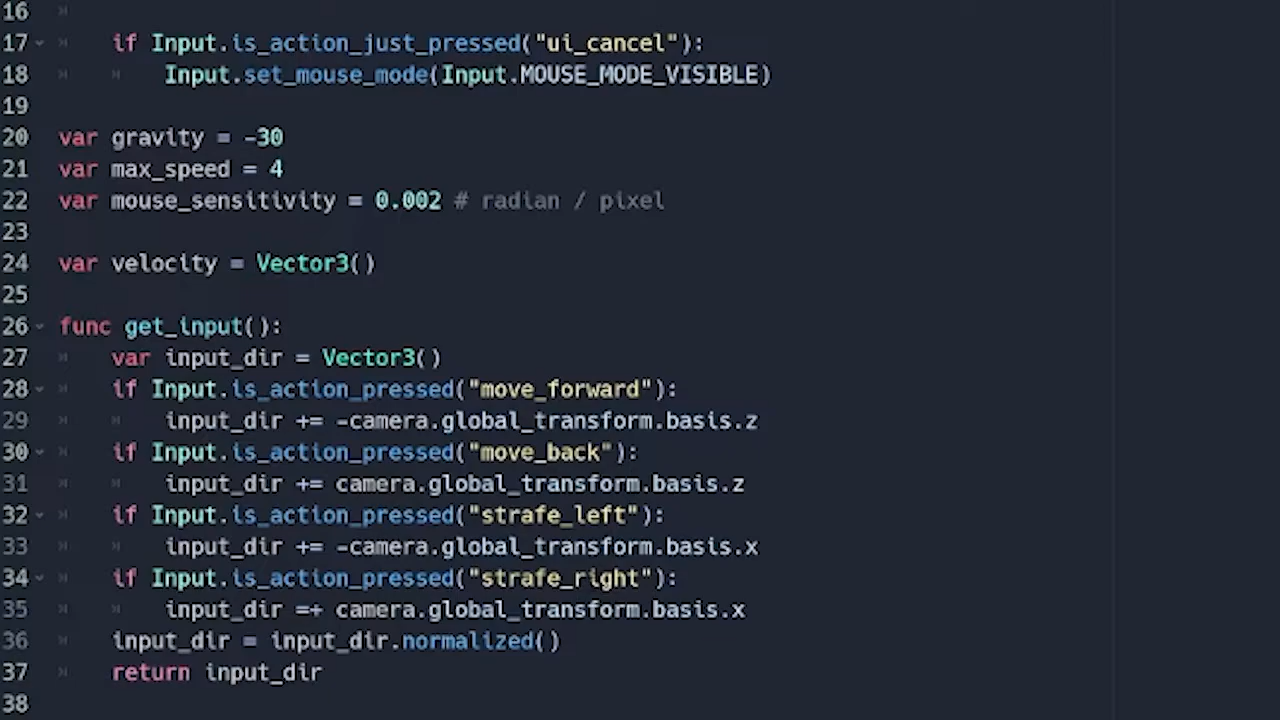 16
17 if Input.is_action_just_pressed("ui_cancel"):
18 Input.set_mouse_mode(Input.MOUSE_MODE_VISIBLE)
19
20 var gravity = -30
21 var max_speed = 4
22 var mouse_sensitivity = 0.002 # radian / pixel
23
24 var velocity = Vector3()
25
26 func get_input():
27 var input_dir = Vector3()
28 if Input.is_action_pressed("move_forward"):
29 input_dir += -camera.global_transform.basis.z
30 if Input.is_action_pressed("move_back"):
31 input_dir += camera.global_transform.basis.z
32 if Input.is_action_pressed("strafe_left"):
33 input_dir += -camera.global_transform.basis.x
34 if Input.is_action_pressed("strafe_right"):
35 input_dir =+ camera.global_transform.basis.x
36 input_dir = input_dir.normalized()
37 return input_dir
38